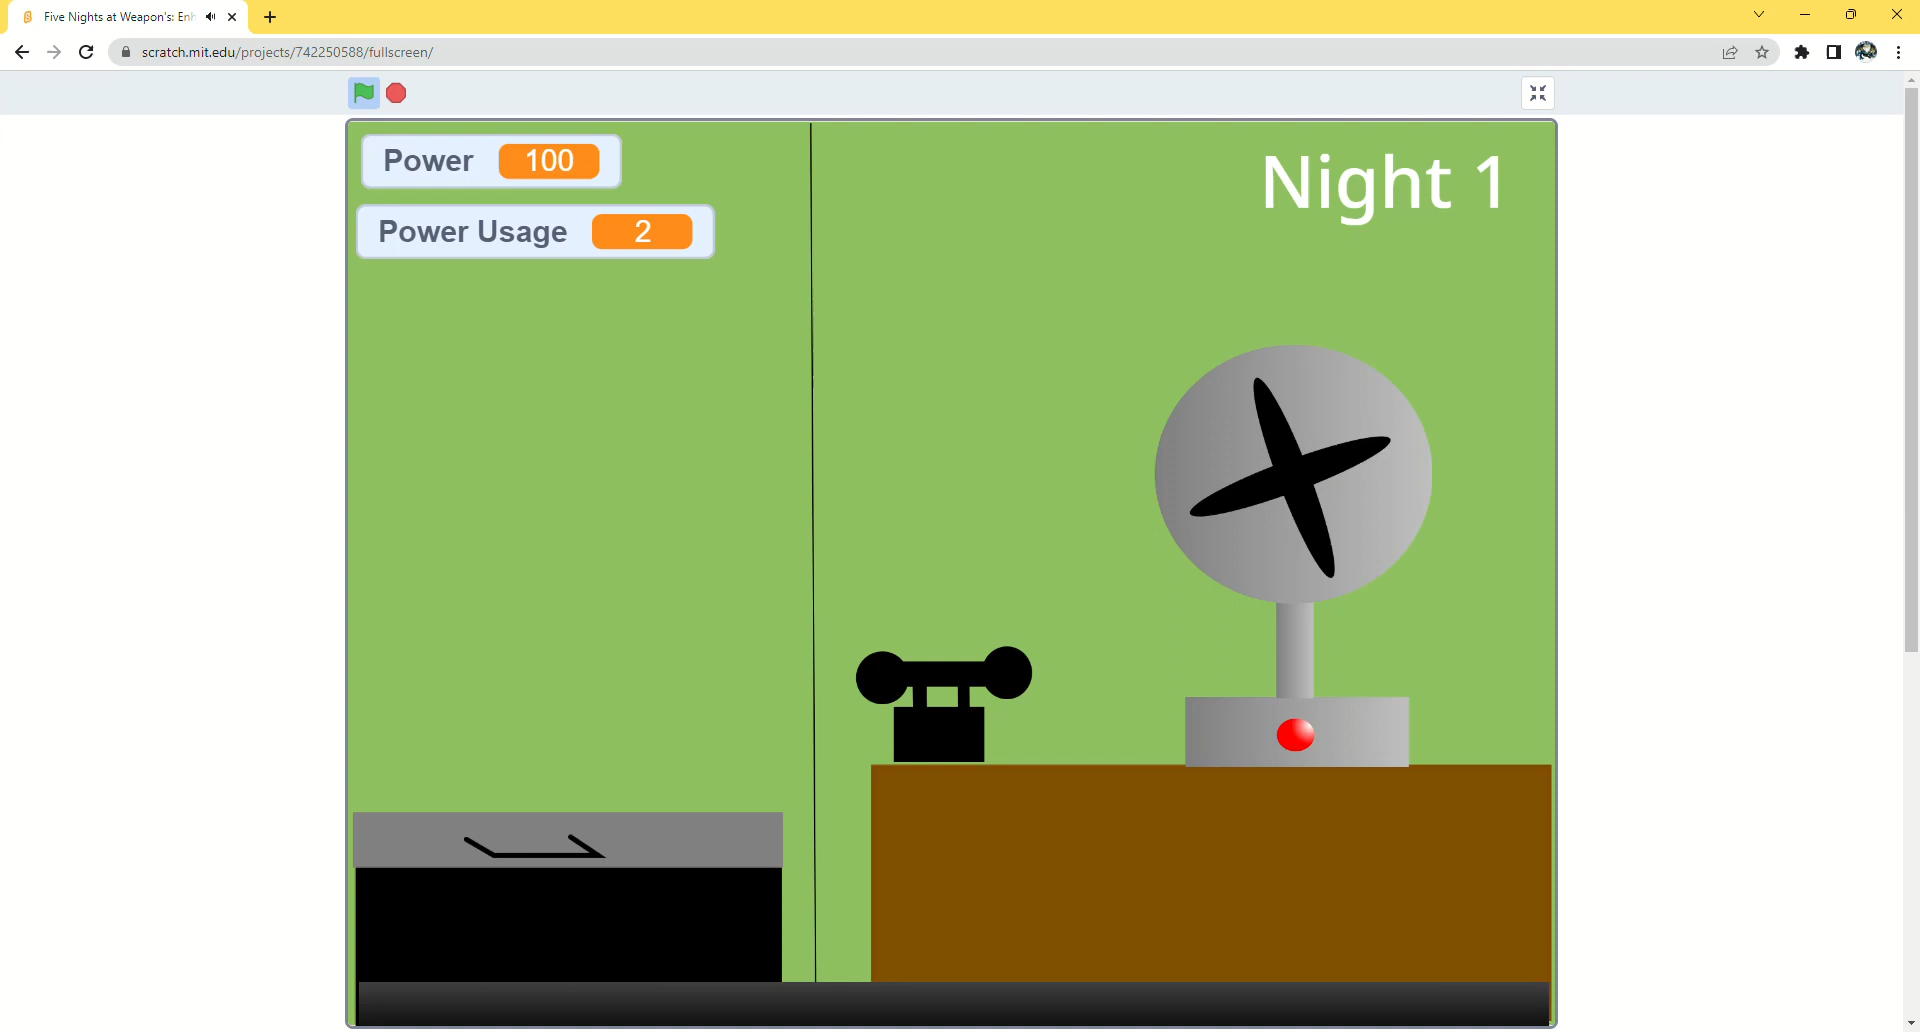 Five Nights at Weapon's: Enh
scratch.mit.edu/projects/742250588/fullscreen/
Power 100
Night 1
Power Usage 2